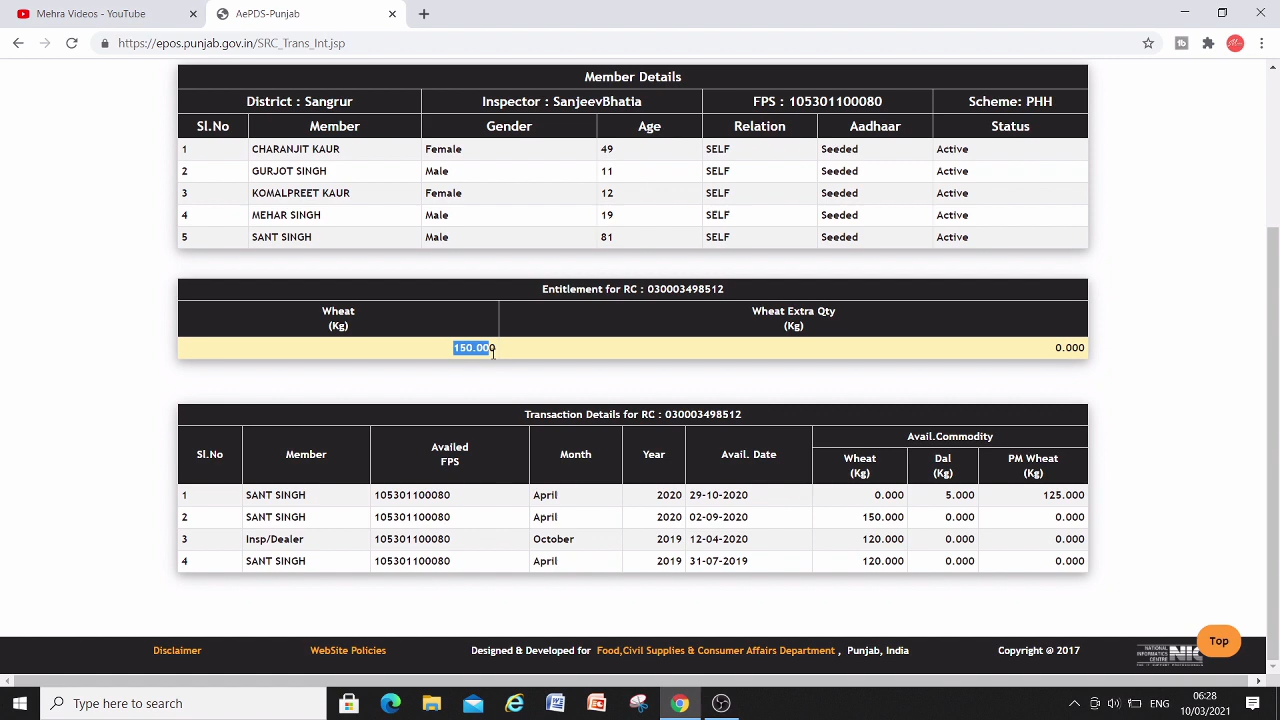 Mehra Videos - YouTube
AePDS-Punjab
https://epos.punjab.gov.in/SRC_Trans_Int.jsp
Member Details
District : Sangrur Inspector : SanjeevBhatia FPS : 105301100080 Scheme: PHH
Sl.No Member Gender Age Relation Aadhaar Status
1 CHARANJIT KAUR Female 49 SELF Seeded Active
2 GURJOT SINGH Male 11 SELF Seeded Active
3 KOMALPREET KAUR Female 12 SELF Seeded Active
4 MEHAR SINGH Male 19 SELF Seeded Active
5 SANT SINGH Male 81 SELF Seeded Active
Entitlement for RC : 030003498512
Wheat Wheat Extra Qty
(Kg) (Kg)
150.000 0.000
Transaction Details for RC : 030003498512
Sl.No Member Availed FPS Month Year Avail. Date Avail.Commodity
Wheat Dal PM Wheat
(Kg) (Kg) (Kg)
1 SANT SINGH 105301100080 April 2020 29-10-2020 0.000 5.000 125.000
2 SANT SINGH 105301100080 April 2020 02-09-2020 150.000 0.000 0.000
3 Insp/Dealer 105301100080 October 2019 12-04-2020 120.000 0.000 0.000
4 SANT SINGH 105301100080 April 2019 31-07-2019 120.000 0.000 0.000
Top
Disclaimer WebSite Policies Designed & Developed for Food,Civil Supplies & Consumer Affairs Department , Punjab, India Copyright @ 2017
NATIONAL INFORMATICS CENTRE NIC
Type here to search
ENG
06:28
10/03/2021